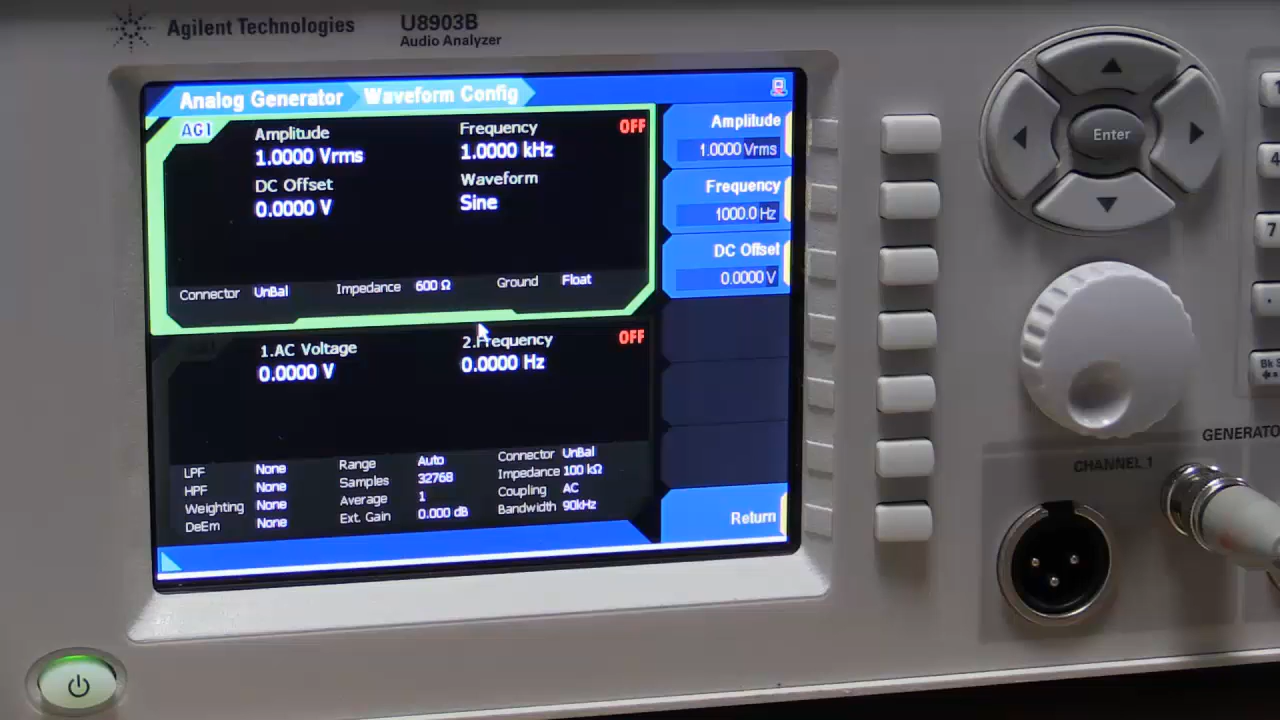 Agilent Technologies
U8903B
Audio Analyzer
Analog Generator
Waveform Config
AG1
OFF
Amplitude
1.0000 Vrms
Frequency
1.0000 kHz
DC Offset
0.0000 V
Waveform
Sine
Connector UnBal
Impedance 600 Ω
Ground Float
Amplitude
1.0000 Vrms
Frequency
1000.0 Hz
DC Offset
0.0000 V
Return
OFF
1.AC Voltage
0.0000 V
2.Frequency
0.0000 Hz
LPF None
HPF None
Weighting None
DeEm None
Range Auto
Samples 32768
Average 1
Ext. Gain 0.000 dB
Connector UnBal
Impedance 100 kΩ
Coupling AC
Bandwidth 90kHz
Enter
4
7
.
Bk
GENERATO
CHANNEL 1